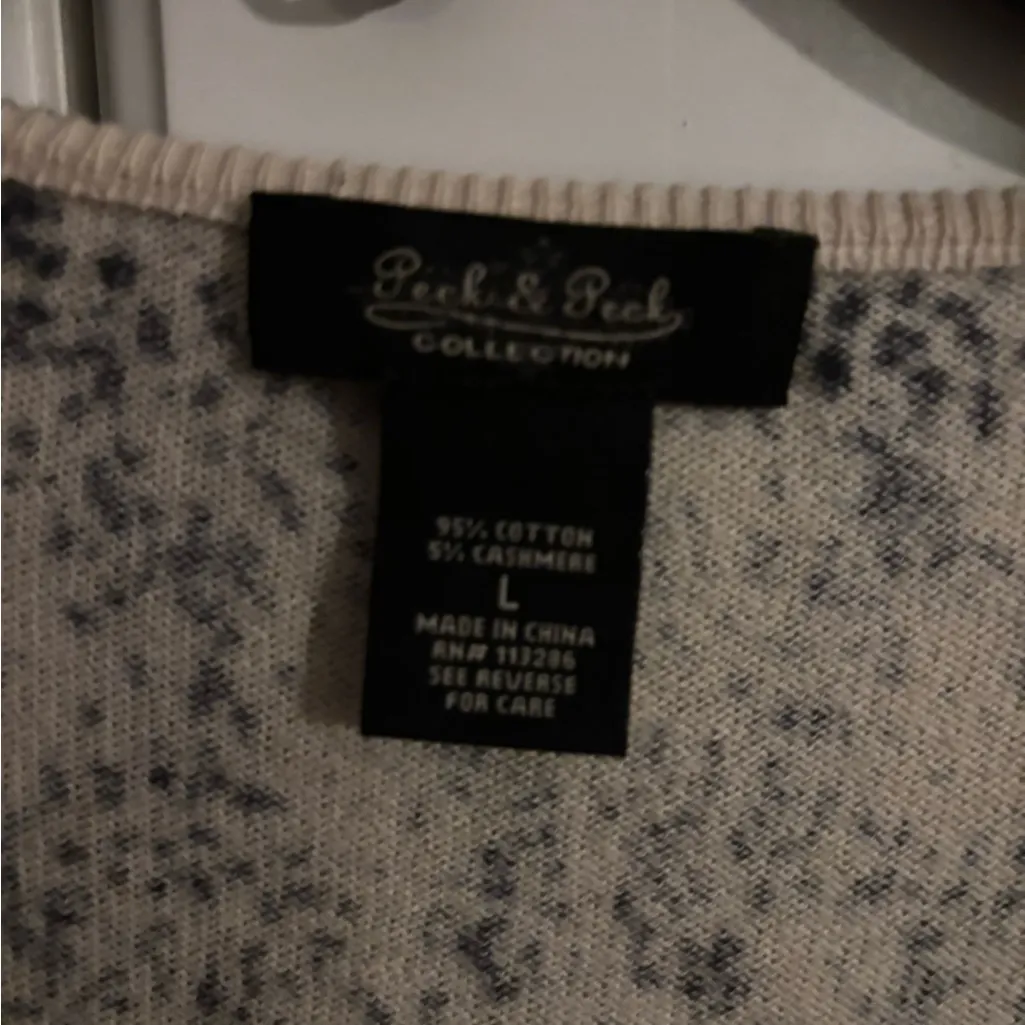 Peck & Peck
COLLECTION
95% COTTON
5% CASHMERE
L
MADE IN CHINA
RN# 113286
SEE REVERSE
FOR CARE